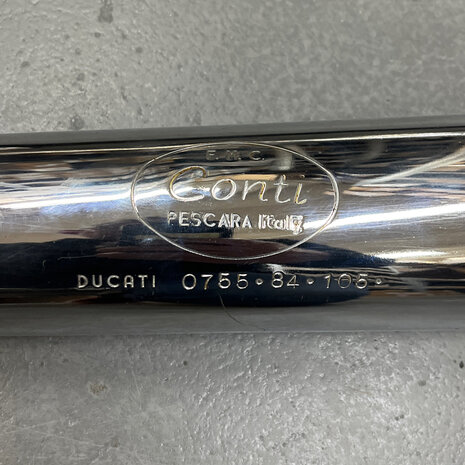 F.M.C.
Conti
PESCARA Italy
DUCATI 0755·84·105·